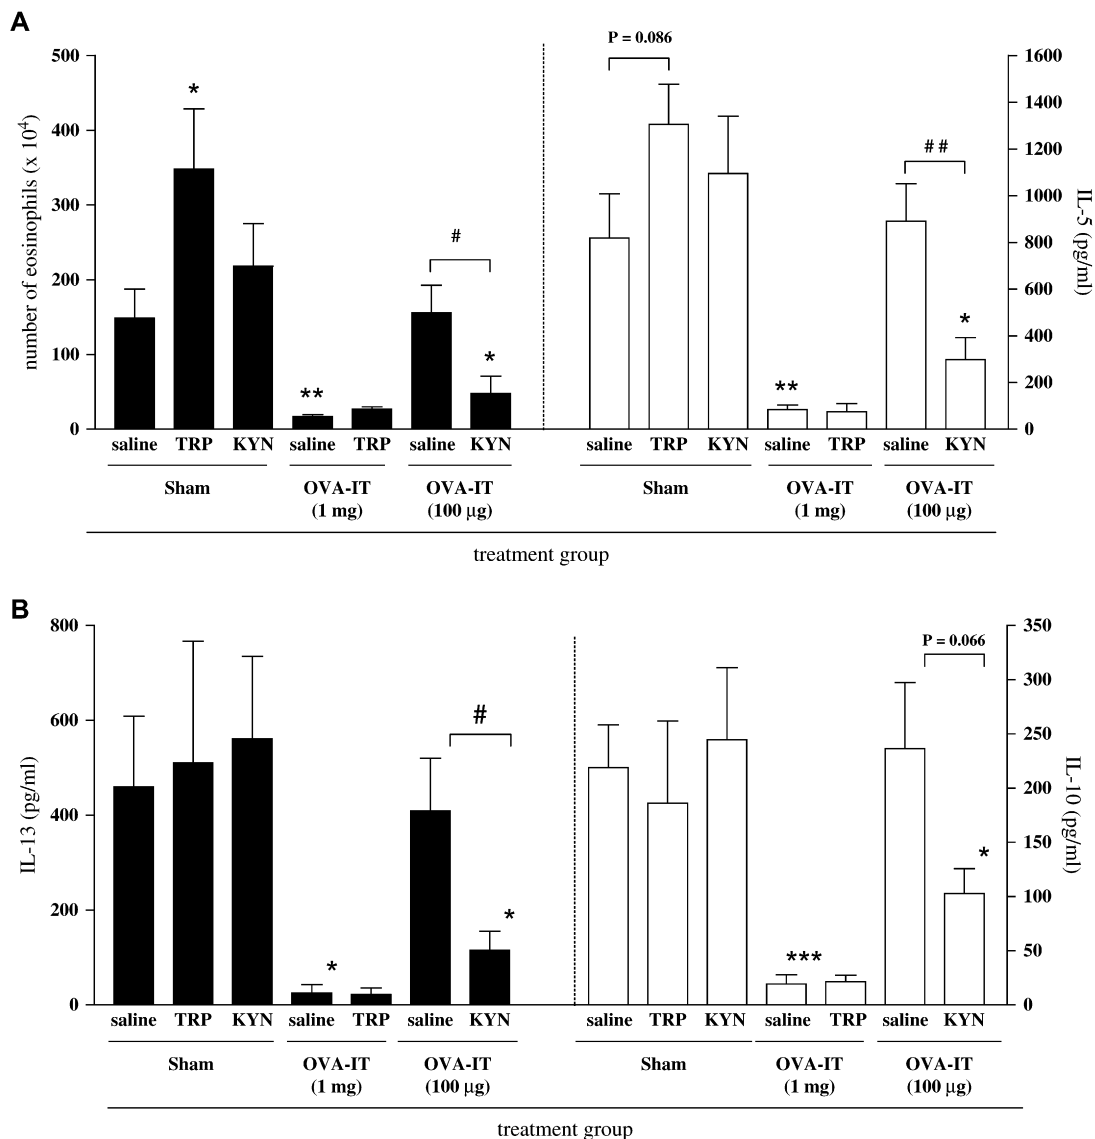 A
P = 0.086
500
400
300
200
100
0
number of eosinophils (x 10⁴)
*
**
#
*
**
##
*
1600
1400
1200
1000
800
600
400
200
0
IL-5 (pg/ml)
saline TRP KYN saline TRP saline KYN saline TRP KYN saline TRP saline KYN
Sham OVA-IT OVA-IT Sham OVA-IT OVA-IT
(1 mg) (100 µg) (1 mg) (100 µg)
treatment group
B
800
600
400
200
0
IL-13 (pg/ml)
*
#
*
***
P = 0.066
*
350
300
250
200
150
100
50
0
IL-10 (pg/ml)
saline TRP KYN saline TRP saline KYN saline TRP KYN saline TRP saline KYN
Sham OVA-IT OVA-IT Sham OVA-IT OVA-IT
(1 mg) (100 µg) (1 mg) (100 µg)
treatment group